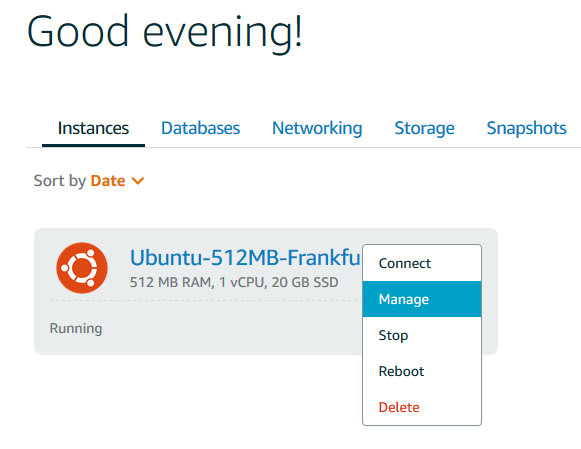 Good evening!
Instances Databases Networking Storage Snapshots
Sort by Date
Ubuntu-512MB-Frankfu
512 MB RAM, 1 vCPU, 20 GB SSD
Running
Connect
Manage
Stop
Reboot
Delete